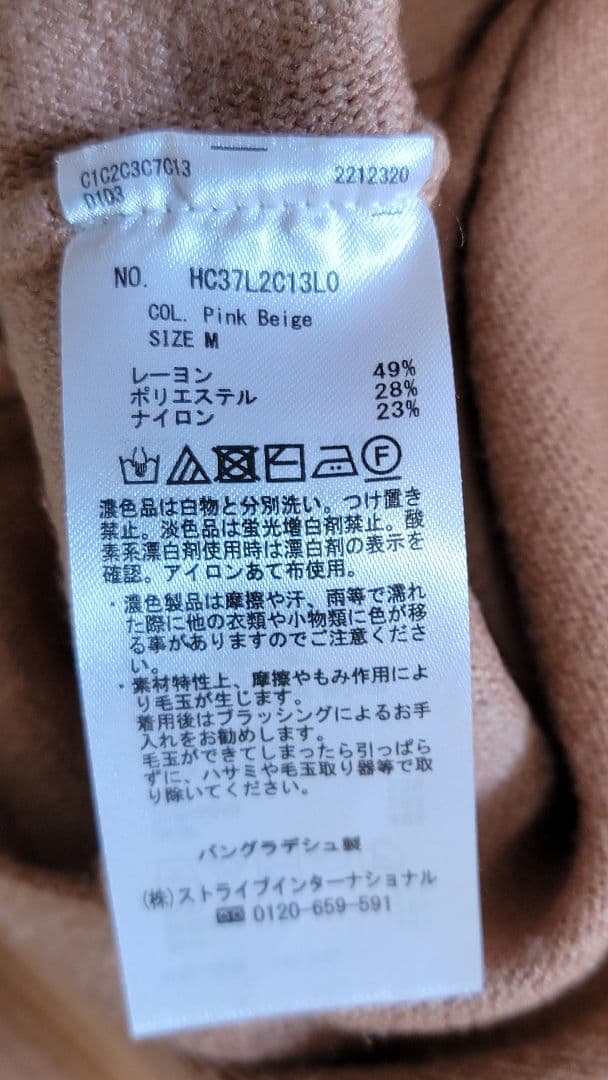 C1C2C3C7C13
2212320
D1D3
NO. HC37L2C13L0
COL. Pink Beige
SIZE M
レーヨン 49%
ポリエステル 28%
ナイロン 23%
F
濃色品は白物と分別洗い。つけ置き
禁止。淡色品は蛍光増白剤禁止。酸
素系漂白剤使用時は漂白剤の表示を
確認。アイロンあて布使用。
・濃色製品は摩擦や汗、雨等で濡れ
た際に他の衣類や小物類に色が移
る事がありますのでご注意くださ
い。
・素材特性上、摩擦やもみ作用によ
り毛玉が生じます。
着用後はブラッシングによるお手
入れをお勧めします。
毛玉ができてしまったら引っぱら
ずに、ハサミや毛玉取り器等で取
り除いてください。
バングラデシュ製
(株)ストライプインターナショナル
0120-659-591